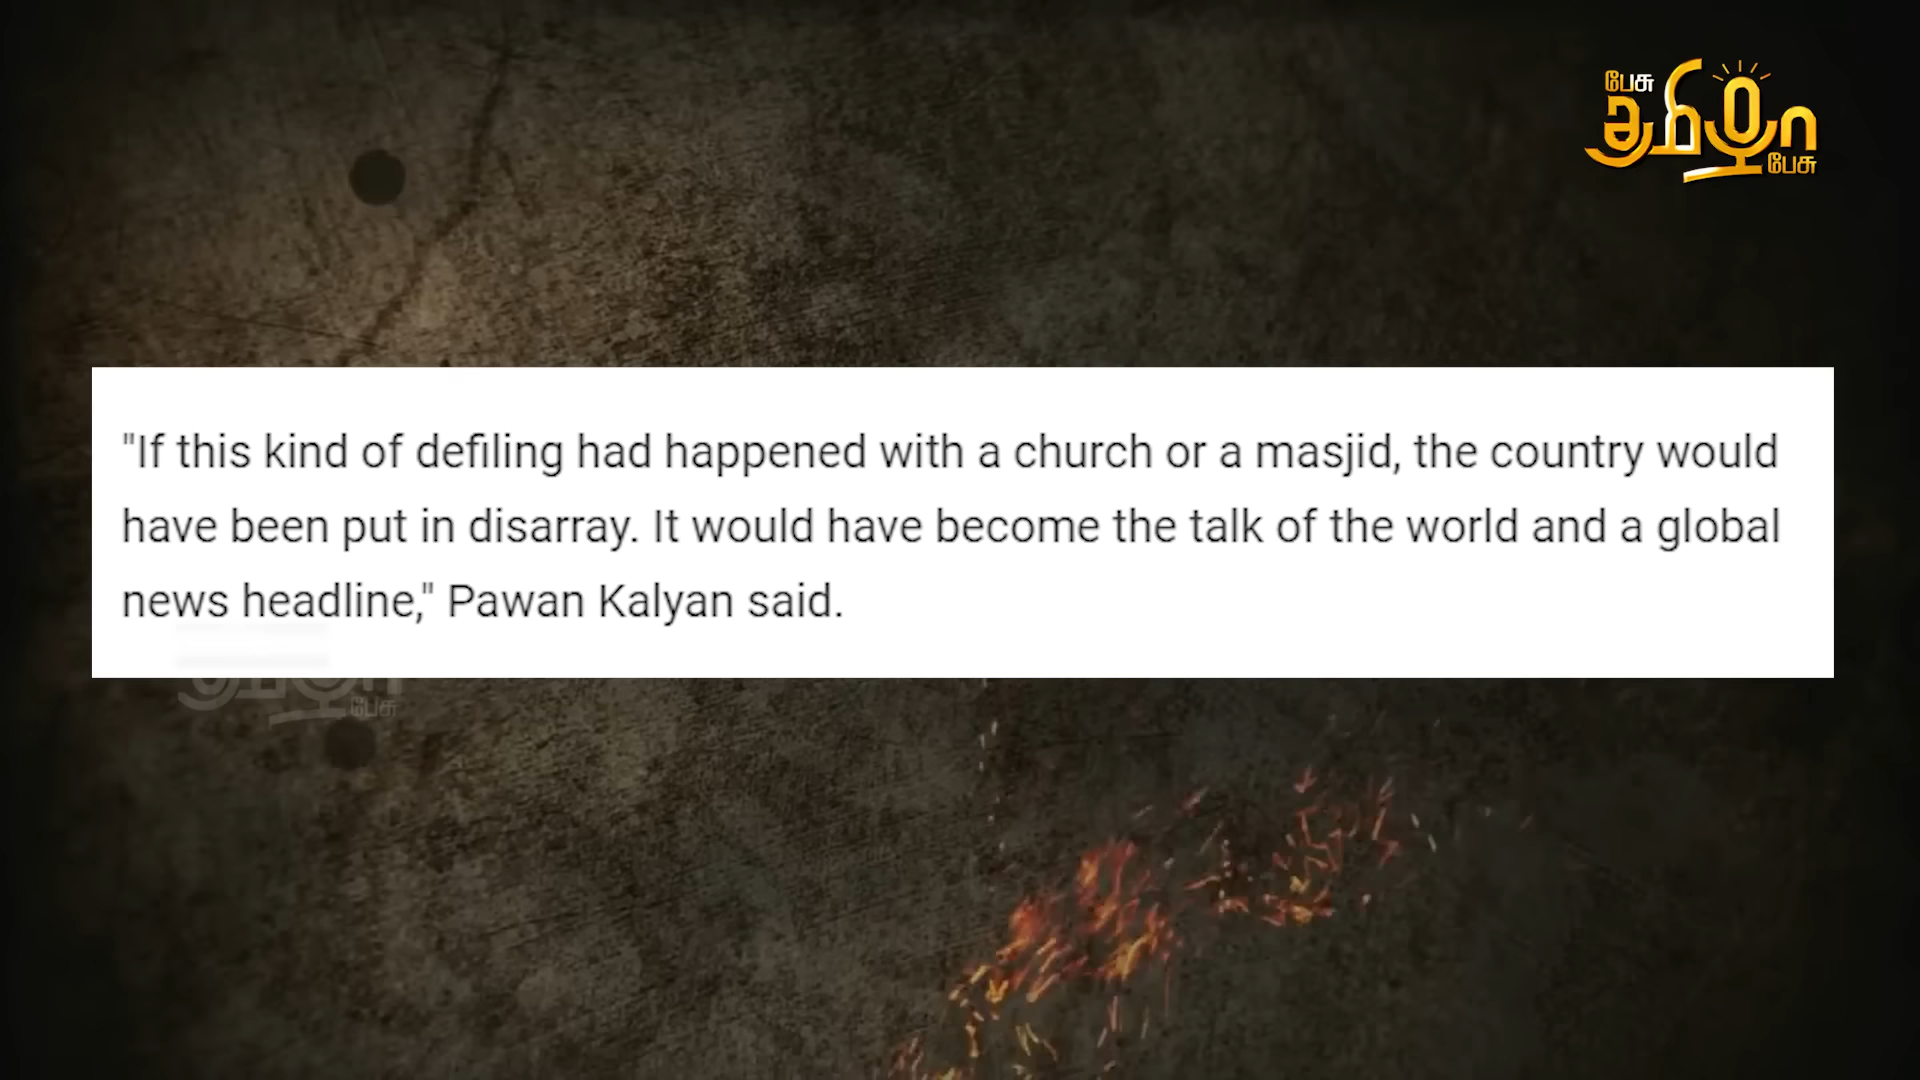 பேசு
தமிழா
பேசு
"If this kind of defiling had happened with a church or a masjid, the country would
have been put in disarray. It would have become the talk of the world and a global
news headline," Pawan Kalyan said.
தமிழா
பேசு